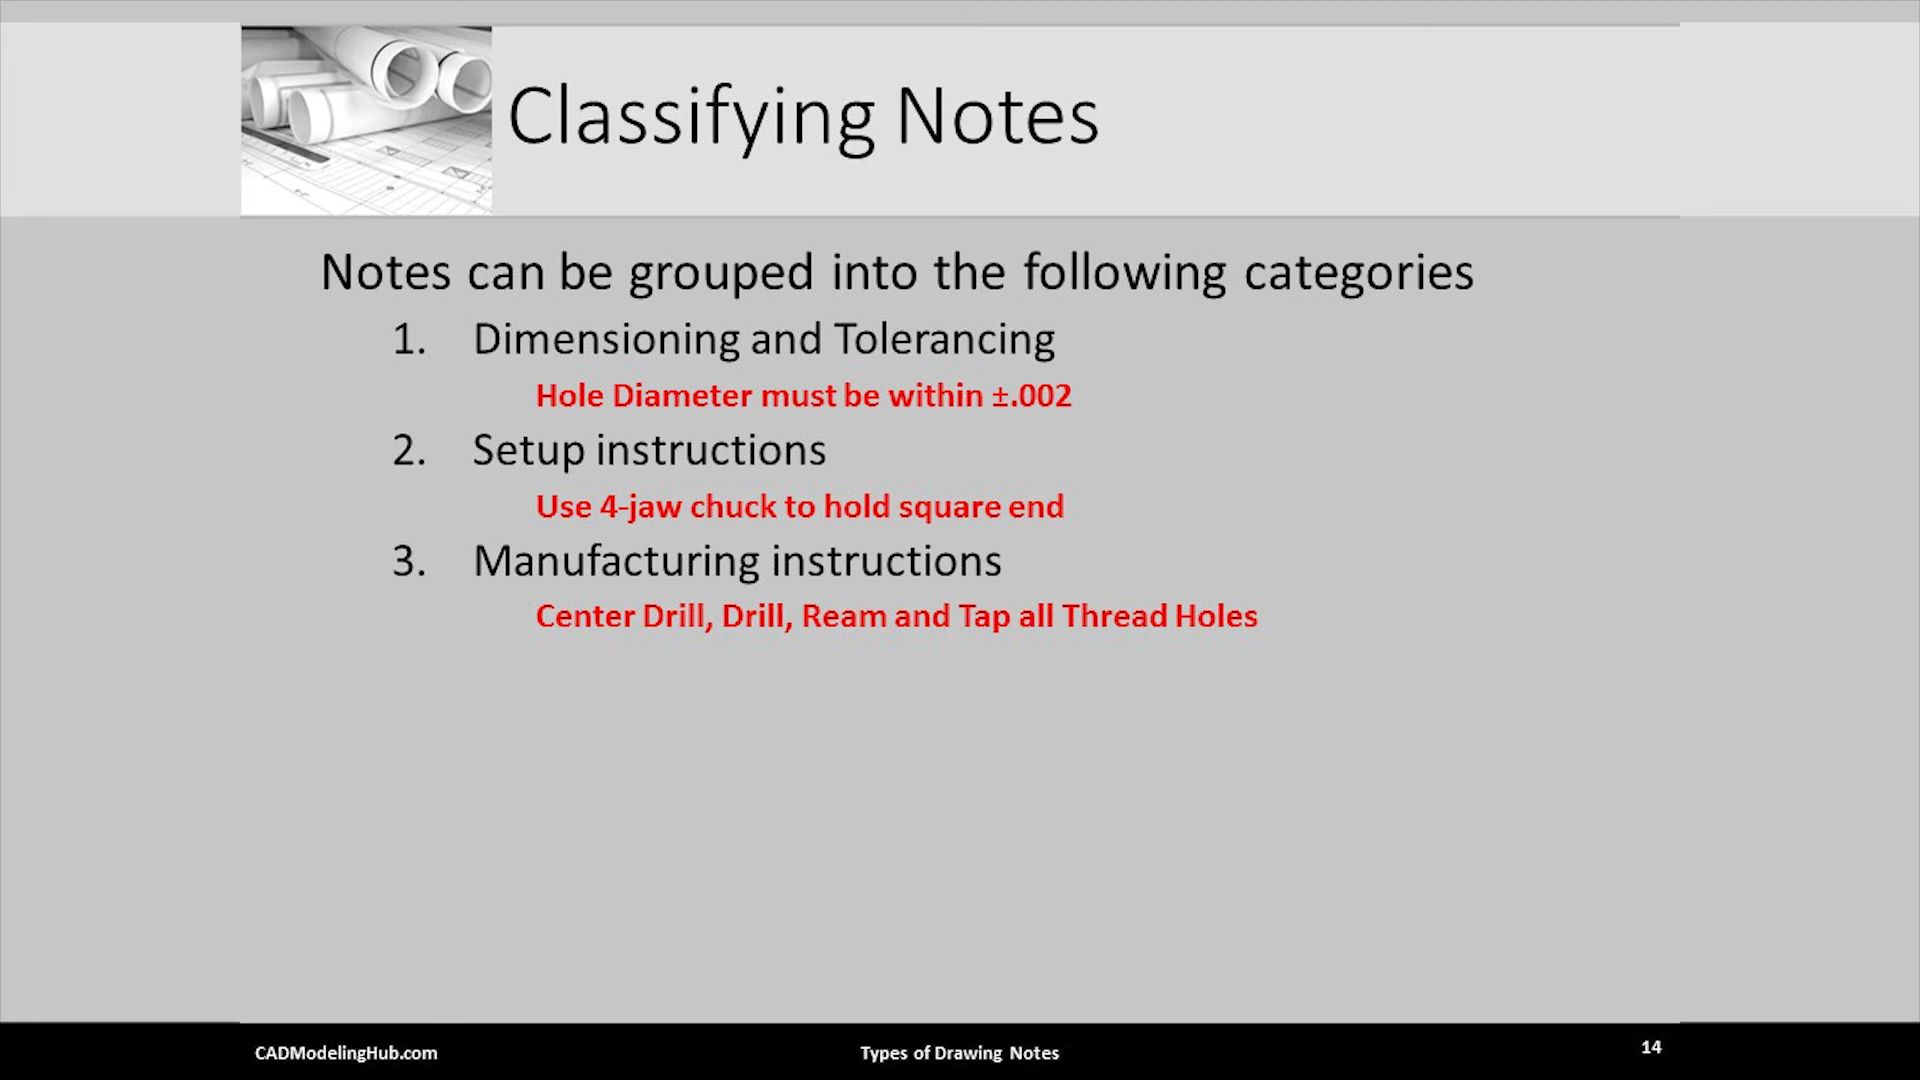 Classifying Notes
Notes can be grouped into the following categories
1. Dimensioning and Tolerancing
Hole Diameter must be within ±.002
2. Setup instructions
Use 4-jaw chuck to hold square end
3. Manufacturing instructions
Center Drill, Drill, Ream and Tap all Thread Holes
CADModelingHub.com
Types of Drawing Notes
14